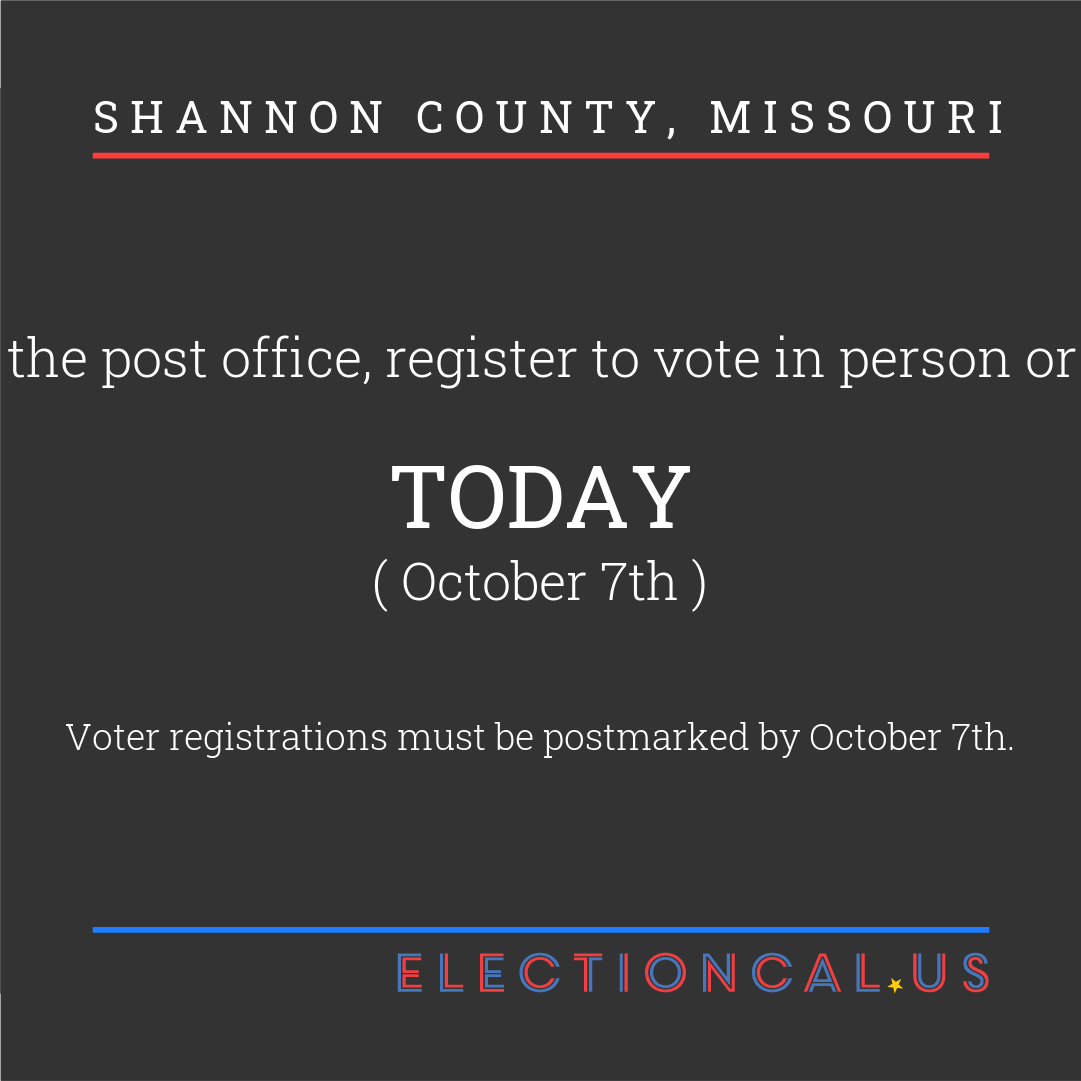 SHANNON COUNTY, MISSOURI
the post office, register to vote in person or
TODAY
( October 7th )
Voter registrations must be postmarked by October 7th.
ELECTIONCAL.US